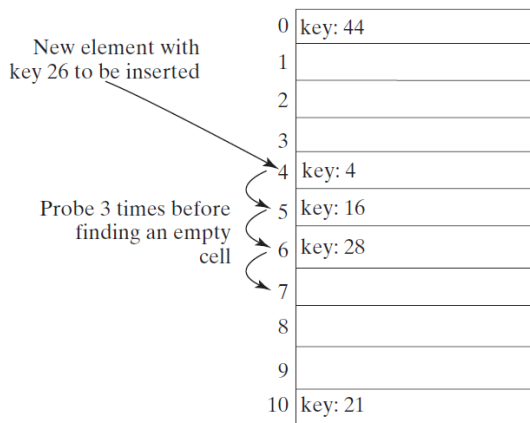 New element with
key 26 to be inserted
Probe 3 times before
finding an empty
cell
0 key: 44
1
2
3
4 key: 4
5 key: 16
6 key: 28
7
8
9
10 key: 21